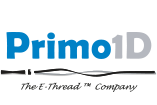 Primo1D
The E-Thread ™ Company